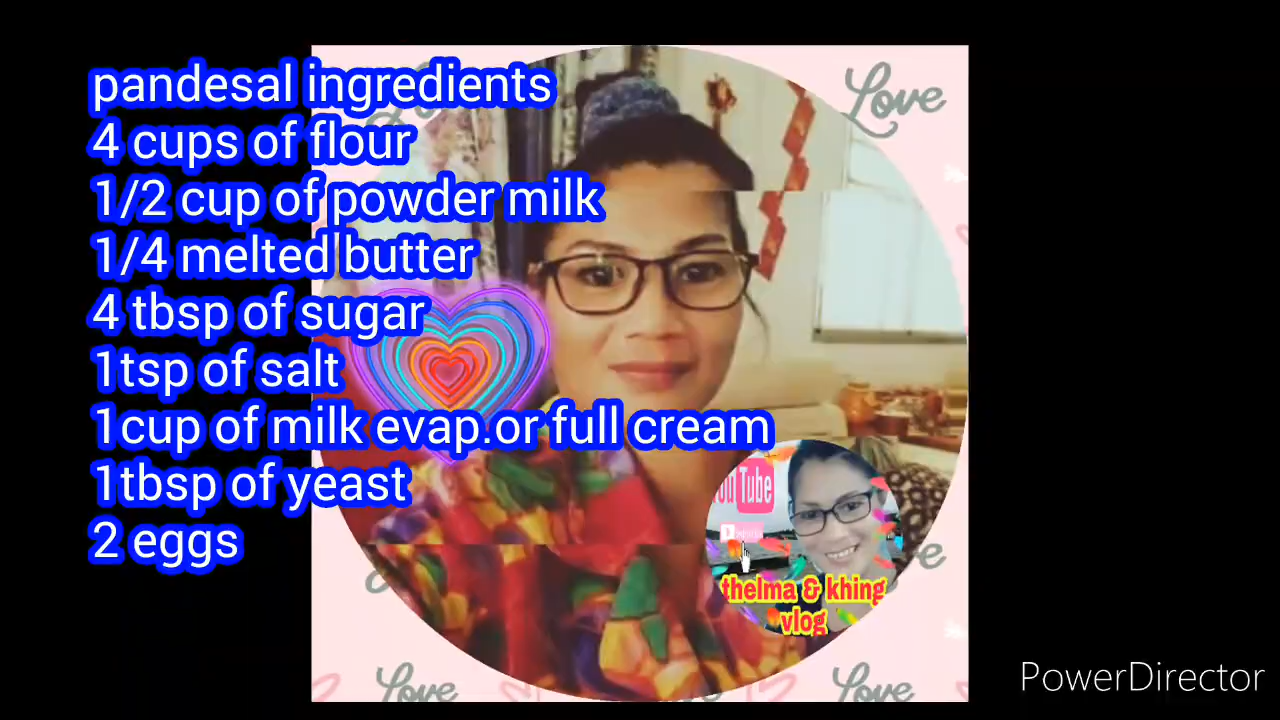 pandesal ingredients
4 cups of flour
1/2 cup of powder milk
1/4 melted butter
4 tbsp of sugar
1tsp of salt
1cup of milk evap.or full cream
1tbsp of yeast
2 eggs
Love
Tube
thelma & khing
vlog
Love
Love
PowerDirector